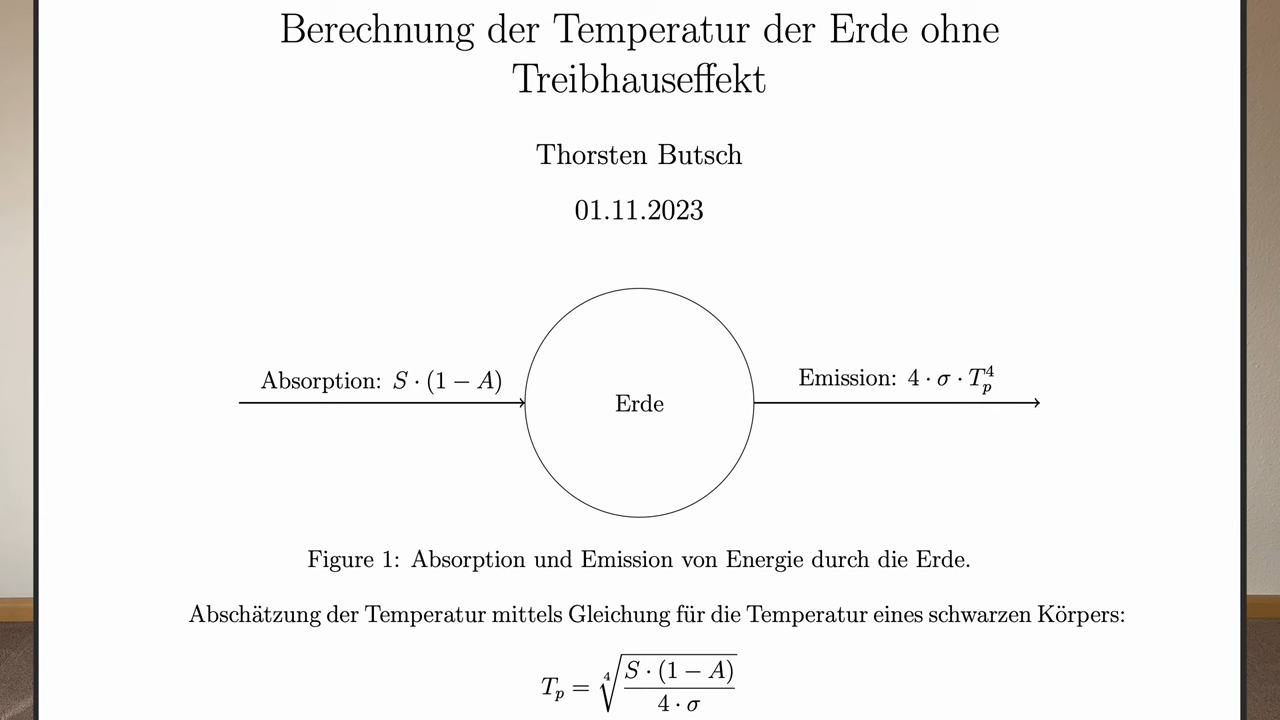 Berechnung der Temperatur der Erde ohne
Treibhauseffekt
Thorsten Butsch
01.11.2023
Absorption: S · (1 − A)
Emission: 4 · σ · T_p^4
Erde
Figure 1: Absorption und Emission von Energie durch die Erde.
Abschätzung der Temperatur mittels Gleichung für die Temperatur eines schwarzen Körpers:
T_p = ∜(S · (1 − A) / 4 · σ)